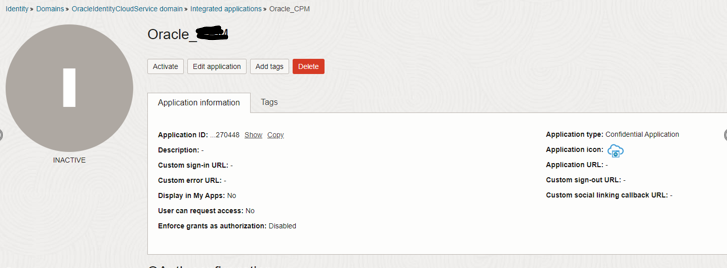 Identity » Domains » OracleIdentityCloudService domain » Integrated applications » Oracle_CPM
Oracle_
Activate Edit application Add tags Delete
I
INACTIVE
Application information Tags
Application ID: ...270448 Show Copy
Description: -
Custom sign-in URL: -
Custom error URL: -
Display in My Apps: No
User can request access: No
Enforce grants as authorization: Disabled
Application type: Confidential Application
Application icon:
Application URL: -
Custom sign-out URL: -
Custom social linking callback URL: -